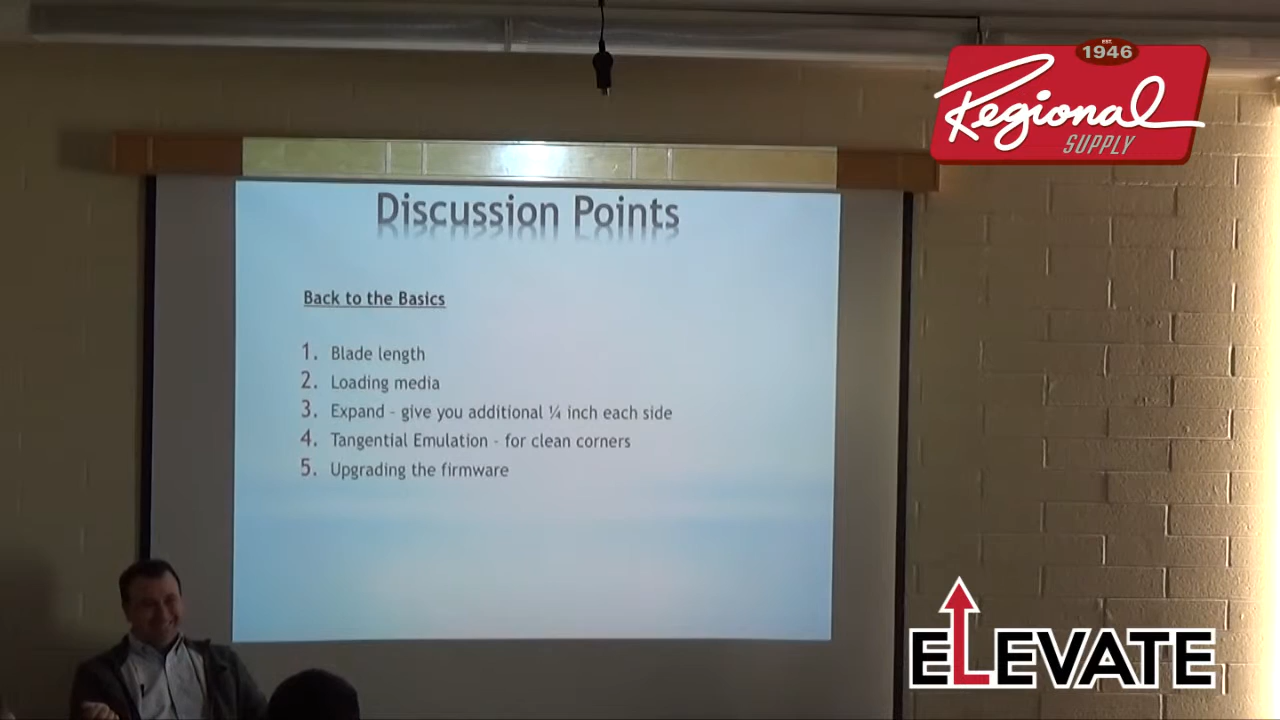 EST.
1946
Regional
SUPPLY
Discussion Points
Back to the Basics
1. Blade length
2. Loading media
3. Expand - give you additional ¼ inch each side
4. Tangential Emulation - for clean corners
5. Upgrading the firmware
ELEVATE